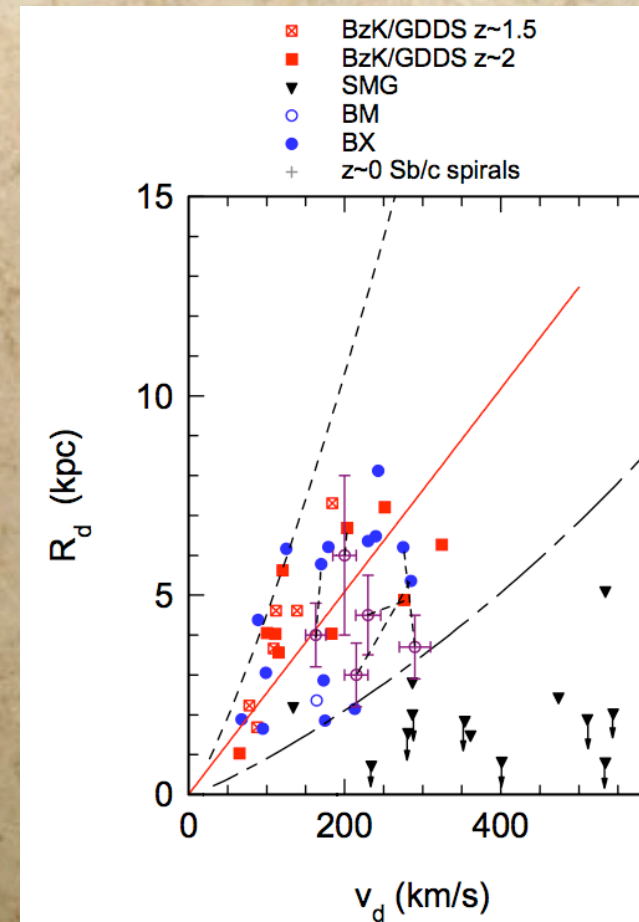 BzK/GDDS z~1.5
BzK/GDDS z~2
SMG
BM
BX
z~0 Sb/c spirals
15
10
5
0
R_d (kpc)
0 200 400
v_d (km/s)